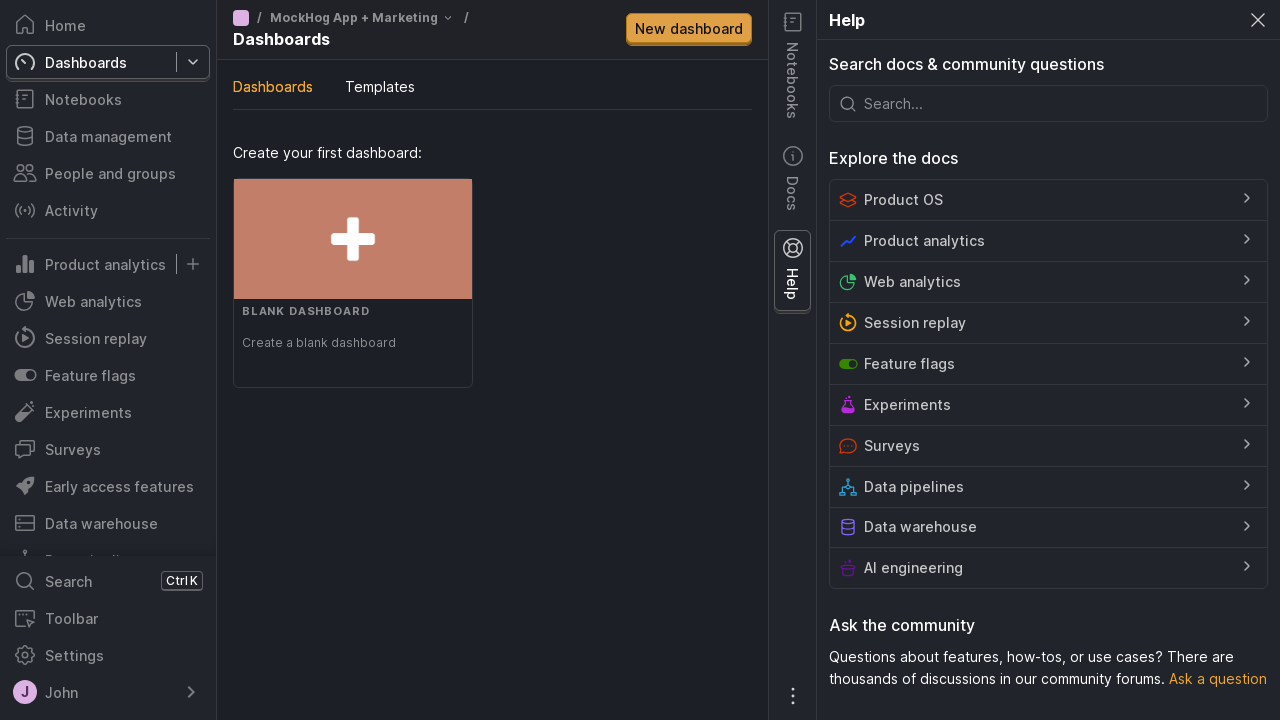 Home
Dashboards
Notebooks
Data management
People and groups
Activity
Product analytics
Web analytics
Session replay
Feature flags
Experiments
Surveys
Early access features
Data warehouse
Search
Ctrl K
Toolbar
Settings
J
John
/ MockHog App + Marketing /
Dashboards
New dashboard
Dashboards
Templates
Create your first dashboard:
BLANK DASHBOARD
Create a blank dashboard
Notebooks
Docs
Help
Help
Search docs & community questions
Search...
Explore the docs
Product OS
Product analytics
Web analytics
Session replay
Feature flags
Experiments
Surveys
Data pipelines
Data warehouse
AI engineering
Ask the community
Questions about features, how-tos, or use cases? There are
thousands of discussions in our community forums. Ask a question